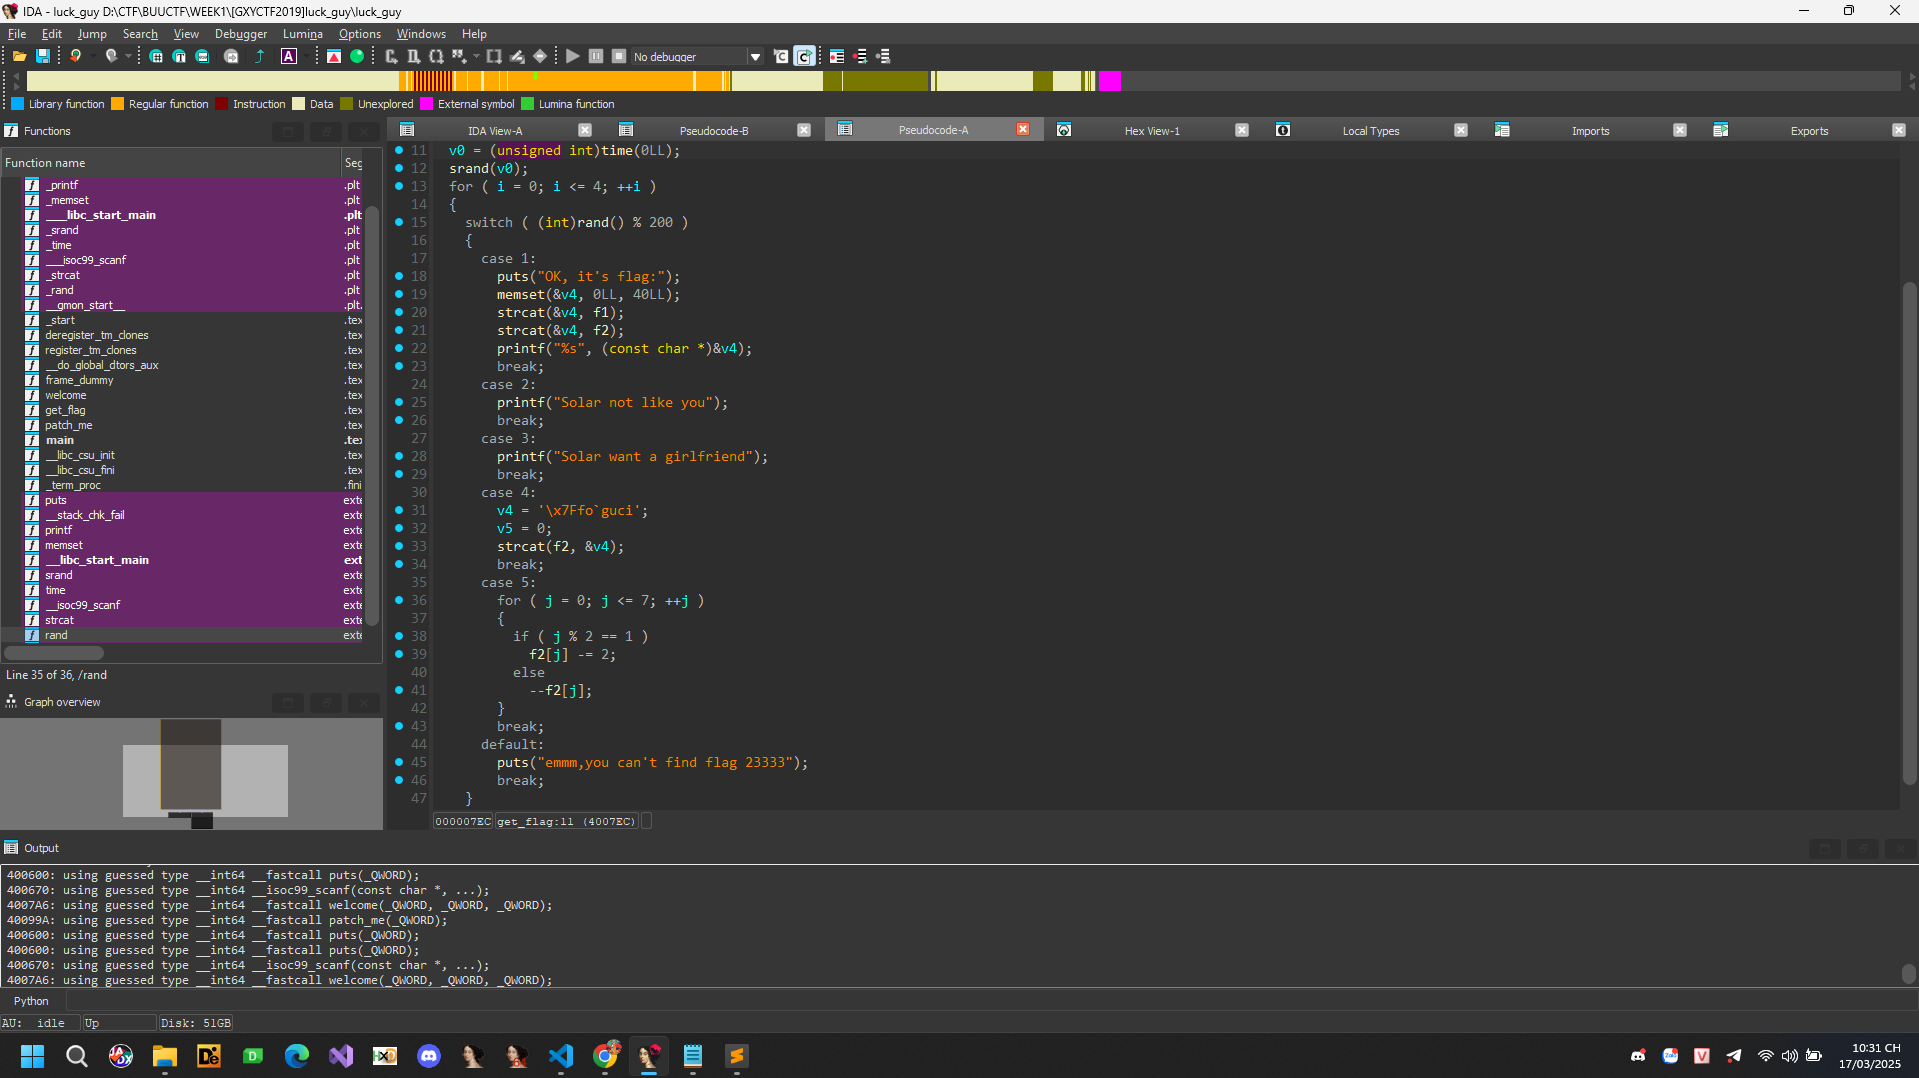 IDA - luck_guy D:\CTF\BUUCTF\WEEK1\[GXYCTF2019]luck_guy\luck_guy
File Edit Jump Search View Debugger Lumina Options Windows Help
No debugger
Library function Regular function Instruction Data Unexplored External symbol Lumina function
Functions
IDA View-A Pseudocode-B Pseudocode-A Hex View-1 Local Types Imports Exports
Function name Seg
_printf .plt
_memset .plt
___libc_start_main .plt
_srand .plt
_time .plt
___isoc99_scanf .plt
_strcat .plt
_rand .plt
__gmon_start__ .plt.
_start .tex
deregister_tm_clones .tex
register_tm_clones .tex
__do_global_dtors_aux .tex
frame_dummy .tex
welcome .tex
get_flag .tex
patch_me .tex
main .tex
__libc_csu_init .tex
__libc_csu_fini .tex
_term_proc .fini
puts exte
__stack_chk_fail exte
printf exte
memset exte
__libc_start_main ext
srand exte
time exte
__isoc99_scanf exte
strcat exte
rand exte
Line 35 of 36, /rand
Graph overview
11 v0 = (unsigned int)time(0LL);
12 srand(v0);
13 for ( i = 0; i <= 4; ++i )
14 {
15 switch ( (int)rand() % 200 )
16 {
17 case 1:
18 puts("OK, it's flag:");
19 memset(&v4, 0LL, 40LL);
20 strcat(&v4, f1);
21 strcat(&v4, f2);
22 printf("%s", (const char *)&v4);
23 break;
24 case 2:
25 printf("Solar not like you");
26 break;
27 case 3:
28 printf("Solar want a girlfriend");
29 break;
30 case 4:
31 v4 = '\x7Ffo`guci';
32 v5 = 0;
33 strcat(f2, &v4);
34 break;
35 case 5:
36 for ( j = 0; j <= 7; ++j )
37 {
38 if ( j % 2 == 1 )
39 f2[j] -= 2;
40 else
41 --f2[j];
42 }
43 break;
44 default:
45 puts("emmm,you can't find flag 23333");
46 break;
47 }
000007EC get_flag:11 (4007EC)
Output
400600: using guessed type __int64 __fastcall puts(_QWORD);
400670: using guessed type __int64 __isoc99_scanf(const char *, ...);
4007A6: using guessed type __int64 __fastcall welcome(_QWORD, _QWORD, _QWORD);
40099A: using guessed type __int64 __fastcall patch_me(_QWORD);
400600: using guessed type __int64 __fastcall puts(_QWORD);
400600: using guessed type __int64 __fastcall puts(_QWORD);
400670: using guessed type __int64 __isoc99_scanf(const char *, ...);
4007A6: using guessed type __int64 __fastcall welcome(_QWORD, _QWORD, _QWORD);
Python
AU: idle Up Disk: 51GB
10:31 CH
17/03/2025